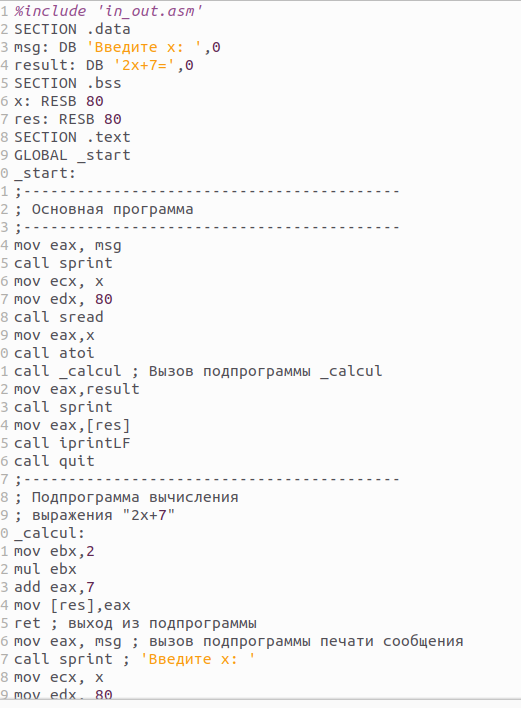 1 %include 'in_out.asm'
2 SECTION .data
3 msg: DB 'Введите x: ',0
4 result: DB '2x+7=',0
5 SECTION .bss
6 x: RESB 80
7 res: RESB 80
8 SECTION .text
9 GLOBAL _start
0 _start:
1 ;------------------------------------------
2 ; Основная программа
3 ;------------------------------------------
4 mov eax, msg
5 call sprint
6 mov ecx, x
7 mov edx, 80
8 call sread
9 mov eax,x
0 call atoi
1 call _calcul ; Вызов подпрограммы _calcul
2 mov eax,result
3 call sprint
4 mov eax,[res]
5 call iprintLF
6 call quit
7 ;------------------------------------------
8 ; Подпрограмма вычисления
9 ; выражения "2x+7"
0 _calcul:
1 mov ebx,2
2 mul ebx
3 add eax,7
4 mov [res],eax
5 ret ; выход из подпрограммы
6 mov eax, msg ; вызов подпрограммы печати сообщения
7 call sprint ; 'Введите x: '
8 mov ecx, x
9 mov edx, 80